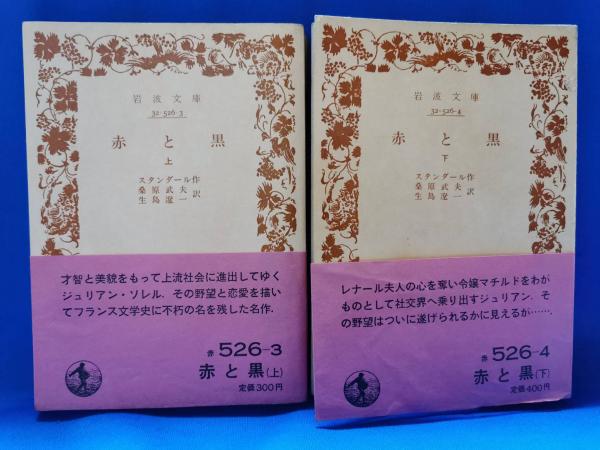 岩波文庫
32-526-3
赤と黒
上
スタンダール作
桑原武夫
生島遼一訳
才智と美貌をもって上流社会に進出してゆく
ジュリアン・ソレル．その野望と恋愛を描い
てフランス文学史に不朽の名を残した名作．
赤 526-3
赤と黒(上)
定価300円
岩波文庫
32-526-4
赤と黒
下
スタンダール作
桑原武夫
生島遼一訳
レナール夫人の心を奪い令嬢マチルドをわが
ものとして社交界へ乗り出すジュリアン．そ
の野望はついに遂げられるかに見えるが……．
赤 526-4
赤と黒(下)
定価400円